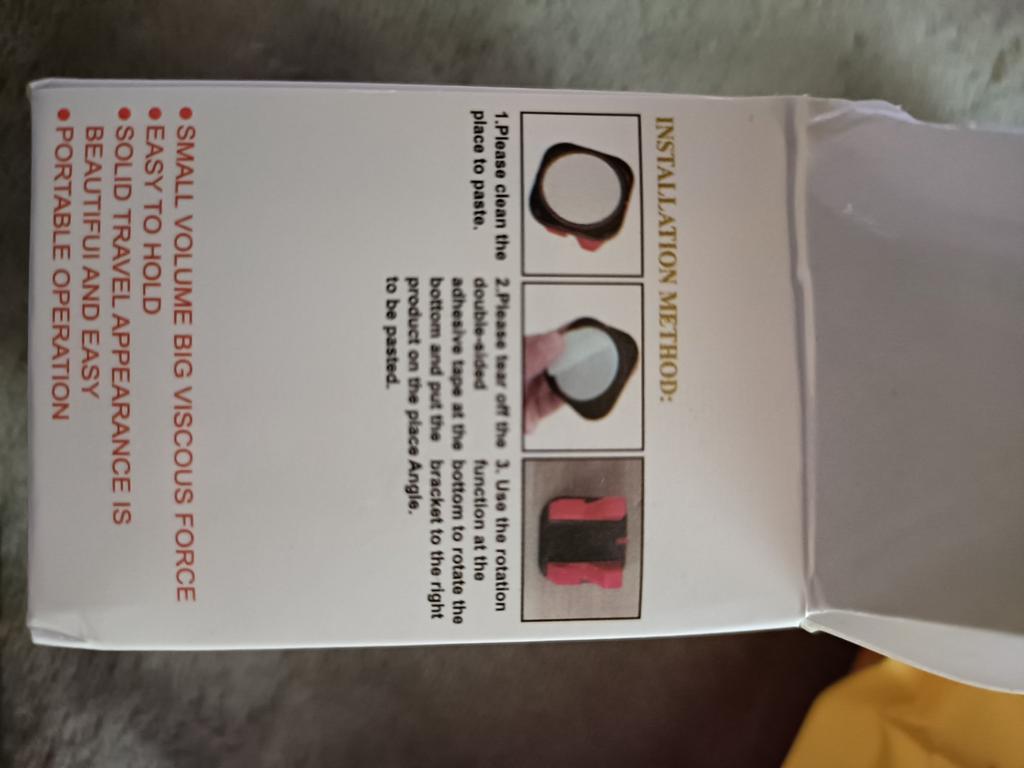 INSTALLATION METHOD:
1.Please clean the
place to paste.
2.Please tear off the
double-sided
adhesive tape at the
bottom and put the
product on the place
to be pasted.
3. Use the rotation
function at the
bottom to rotate the
bracket to the right
Angle.
SMALL VOLUME BIG VISCOUS FORCE
EASY TO HOLD
SOLID TRAVEL APPEARANCE IS
BEAUTIFUI AND EASY
PORTABLE OPERATION